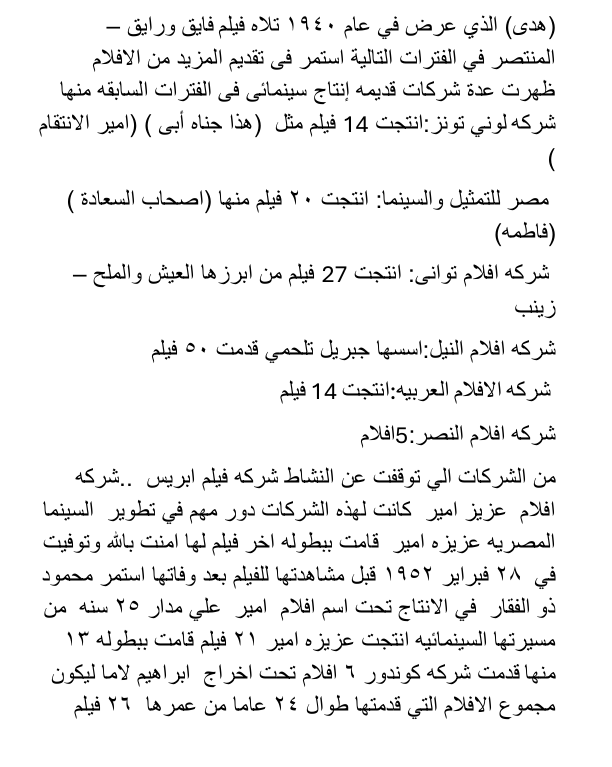 (هدى) الذي عرض في عام ١٩٤٠ تلاه فيلم فايق ورايق –
المنتصر في الفترات التالية استمر فى تقديم المزيد من الافلام
ظهرت عدة شركات قديمه إنتاج سينمائى فى الفترات السابقه منها
شركه لوني تونز:انتجت 14 فيلم مثل (هذا جناه أبى ) (امير الانتقام
)
مصر للتمثيل والسينما: انتجت ٢٠ فيلم منها (اصحاب السعادة )
(فاطمه)
شركه افلام توانى: انتجت 27 فيلم من ابرزها العيش والملح –
زينب
شركه افلام النيل:اسسها جبريل تلحمي قدمت ٥٠ فيلم
شركه الافلام العربيه:انتجت 14 فيلم
شركه افلام النصر:5افلام
من الشركات الي توقفت عن النشاط شركه فيلم ابريس ..شركه
افلام عزيز امير كانت لهذه الشركات دور مهم في تطوير السينما
المصريه عزيزه امير قامت ببطوله اخر فيلم لها امنت بالله وتوفيت
في ٢٨ فبراير ١٩٥٢ قبل مشاهدتها للفيلم بعد وفاتها استمر محمود
ذو الفقار في الانتاج تحت اسم افلام امير علي مدار ٢٥ سنه من
مسيرتها السينمائيه انتجت عزيزه امير ٢١ فيلم قامت ببطوله ١٣
منها قدمت شركه كوندور ٦ افلام تحت اخراج ابراهيم لاما ليكون
مجموع الافلام التي قدمتها طوال ٢٤ عاما من عمرها ٢٦ فيلم